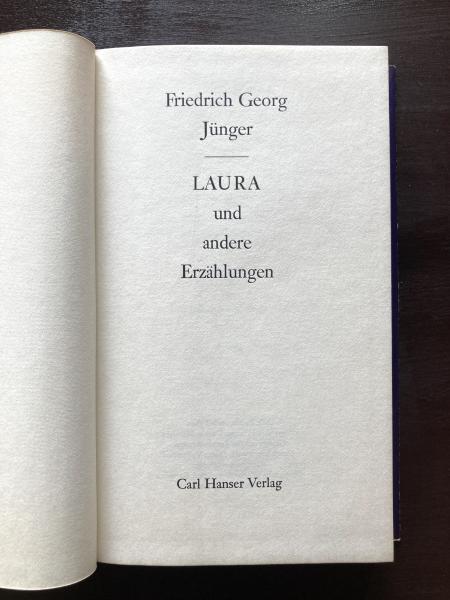 Friedrich Georg
Jünger
LAURA
und
andere
Erzählungen
Carl Hanser Verlag